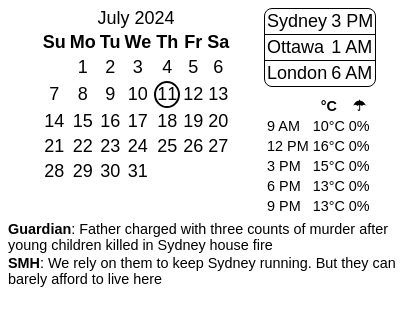 July 2024
Su Mo Tu We Th Fr Sa
1 2 3 4 5 6
7 8 9 10 11 12 13
14 15 16 17 18 19 20
21 22 23 24 25 26 27
28 29 30 31
Sydney 3 PM
Ottawa 1 AM
London 6 AM
°C ☂
9 AM 10°C 0%
12 PM 16°C 0%
3 PM 15°C 0%
6 PM 13°C 0%
9 PM 13°C 0%
Guardian: Father charged with three counts of murder after
young children killed in Sydney house fire
SMH: We rely on them to keep Sydney running. But they can
barely afford to live here